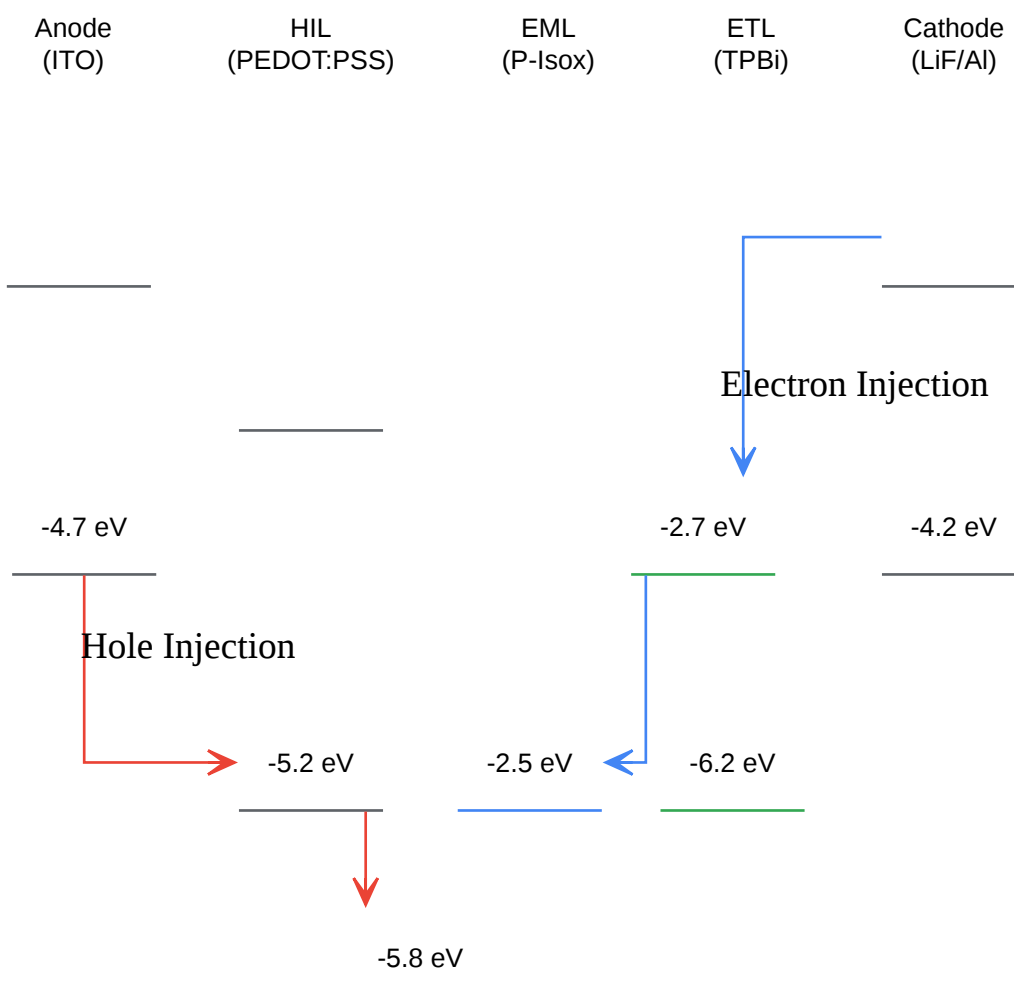 Anode
(ITO)
HIL
(PEDOT:PSS)
EML
(P-Isox)
ETL
(TPBi)
Cathode
(LiF/Al)
Electron Injection
-4.7 eV
-2.7 eV
-4.2 eV
Hole Injection
-5.2 eV
-2.5 eV
-6.2 eV
-5.8 eV